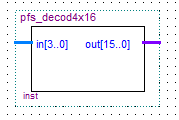 pfs_decod4x16
in[3..0] out[15..0]
inst